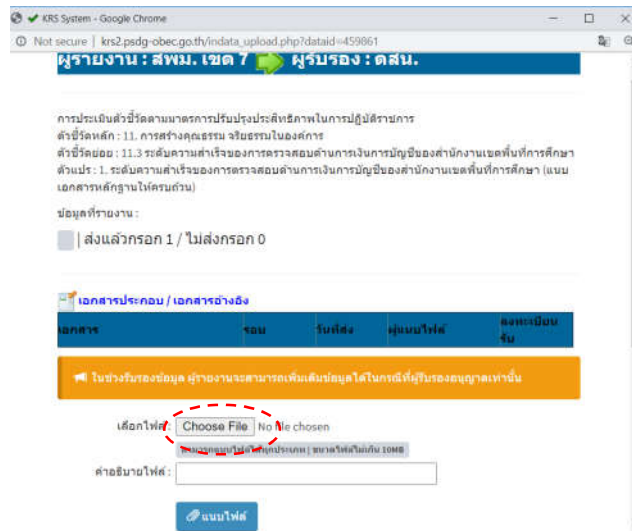 KRS System - Google Chrome
Not secure | krs2.psdg-obec.go.th/indata_upload.php?dataid=459861
ผู้รายงาน : สพม. เขต 7 ผู้รับรอง : ตสน.
การประเมินตัวชี้วัดตามมาตรการปรับปรุงประสิทธิภาพในการปฏิบัติราชการ
ตัวชี้วัดหลัก : 11. การสร้างคุณธรรม จริยธรรมในองค์การ
ตัวชี้วัดย่อย : 11.3 ระดับความสำเร็จของการตรวจสอบด้านการเงินการบัญชีของสำนักงานเขตพื้นที่การศึกษา
ตัวแปร : 1. ระดับความสำเร็จของการตรวจสอบด้านการเงินการบัญชีของสำนักงานเขตพื้นที่การศึกษา (แนบ
เอกสารหลักฐานให้ครบถ้วน)
ข้อมูลที่รายงาน :
| ส่งแล้วกรอก 1 / ไม่ส่งกรอก 0
เอกสารประกอบ / เอกสารอ้างอิง
เอกสาร รอบ วันที่ส่ง ผู้แนบไฟล์ ลงทะเบียน
รับ
ในช่วงรับรองข้อมูล ผู้รายงานจะสามารถเพิ่มเติมข้อมูลได้ในกรณีที่ผู้รับรองอนุญาตเท่านั้น
เลือกไฟล์ : Choose File No file chosen
สามารถแนบไฟล์ได้ทุกประเภท | ขนาดไฟล์ไม่เกิน 10MB
คำอธิบายไฟล์ :
แนบไฟล์